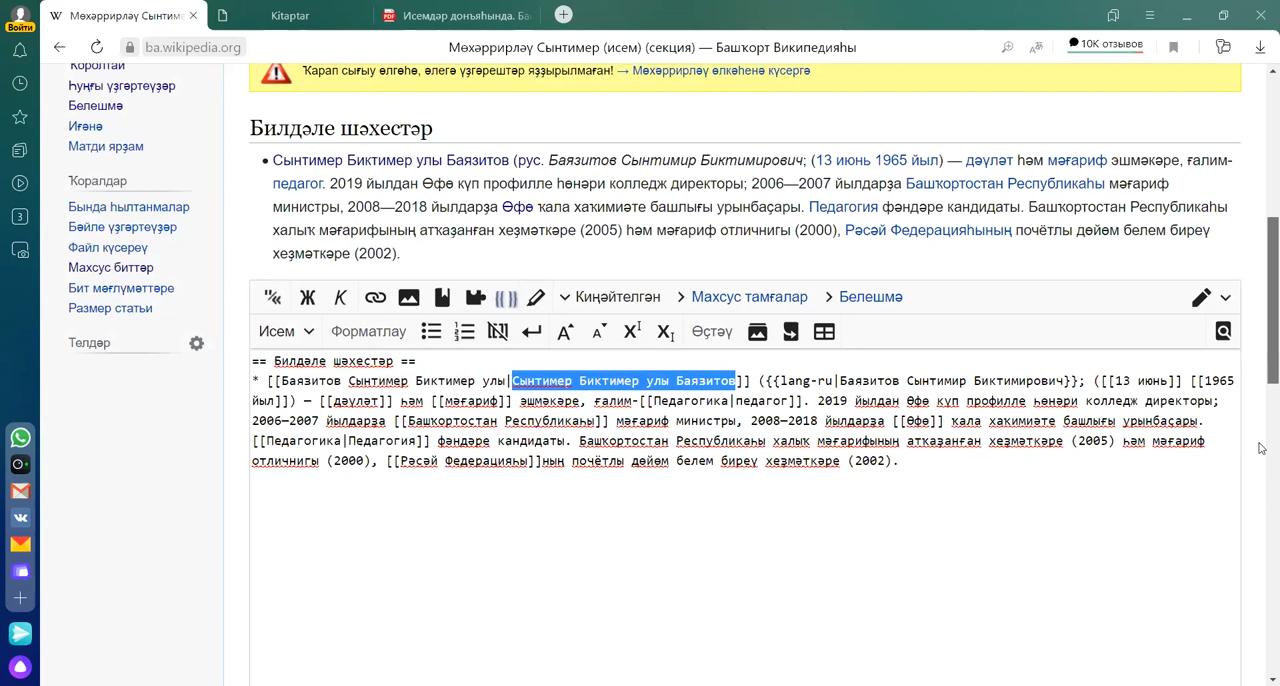 Мөхәррирләү Сынтиме
Kitaptar
Исемдәр донъяһында. Ба
Войти
ba.wikipedia.org
Мөхәррирләү Сынтимер (исем) (секция) — Башҡорт Википедияһы
10K отзывов
Ҡоролтай
Һуңғы үҙгәртеүҙәр
Белешмә
Иғәнә
Матди ярҙам
Ҡоралдар
Бында һылтанмалар
Бәйле үҙгәртеүҙәр
Файл күсереү
Махсус биттәр
Бит мәғлүмәттәре
Размер статьи
Телдәр
Ҡарап сығыу өлгөһө, әлегә үҙгәрештәр яҙҙырылмаған! → Мөхәррирләү өлкәһенә күсергә
Билдәле шәхестәр
• Сынтимер Биктимер улы Баязитов (рус. Баязитов Сынтимир Биктимирович; (13 июнь 1965 йыл) — дәүләт һәм мәғариф эшмәкәре, ғалим-
педагог. 2019 йылдан Өфө күп профилле һөнәри колледж директоры; 2006—2007 йылдарҙа Башҡортостан Республикаһы мәғариф
министры, 2008—2018 йылдарҙа Өфө ҡала хаҡимиәте башлығы урынбаҫары. Педагогия фәндәре кандидаты. Башҡортостан Республикаһы
халыҡ мәғарифының атҡаҙанған хеҙмәткәре (2005) һәм мәғариф отличнигы (2000), Рәсәй Федерацияһының почётлы дөйөм белем биреү
хеҙмәткәре (2002).
Ж К Киңәйтелгән Махсус тамғалар Белешмә
Исем Форматлау Өҫтәү
== Билдәле шәхестәр ==
* [[Баязитов Сынтимер Биктимер улы|Сынтимер Биктимер улы Баязитов]] ({{lang-ru|Баязитов Сынтимир Биктимирович}}; ([[13 июнь]] [[1965
йыл]]) — [[дәүләт]] һәм [[мәғариф]] эшмәкәре, ғалим-[[Педагогика|педагог]]. 2019 йылдан Өфө күп профилле һөнәри колледж директоры;
2006—2007 йылдарҙа [[Башҡортостан Республикаһы]] мәғариф министры, 2008—2018 йылдарҙа [[Өфө]] ҡала хаҡимиәте башлығы урынбаҫары.
[[Педагогика|Педагогия]] фәндәре кандидаты. Башҡортостан Республикаһы халыҡ мәғарифының атҡаҙанған хеҙмәткәре (2005) һәм мәғариф
отличнигы (2000), [[Рәсәй Федерацияһы]]ның почётлы дөйөм белем биреү хеҙмәткәре (2002).